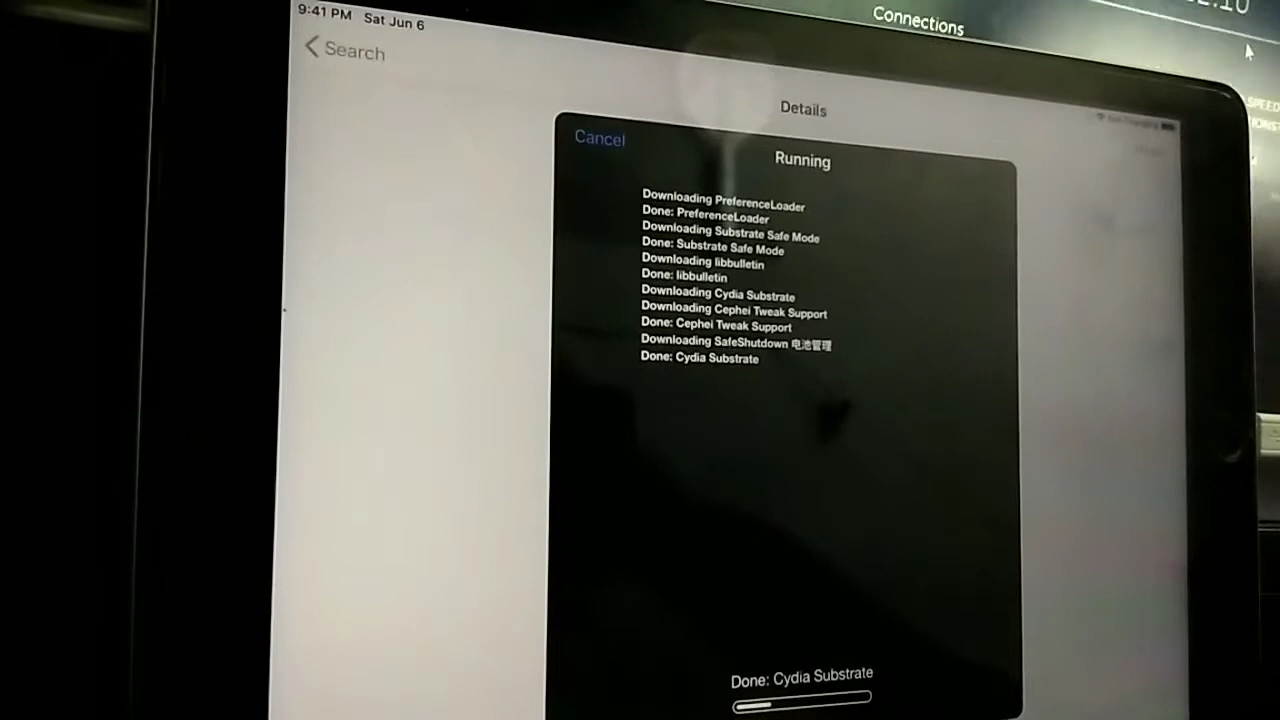 Connections
9:41 PM Sat Jun 6
Search
Details
Cancel
Running
Downloading PreferenceLoader
Done: PreferenceLoader
Downloading Substrate Safe Mode
Done: Substrate Safe Mode
Downloading libbulletin
Done: libbulletin
Downloading Cydia Substrate
Downloading Cephei Tweak Support
Done: Cephei Tweak Support
Downloading SafeShutdown 电池管理
Done: Cydia Substrate
Done: Cydia Substrate